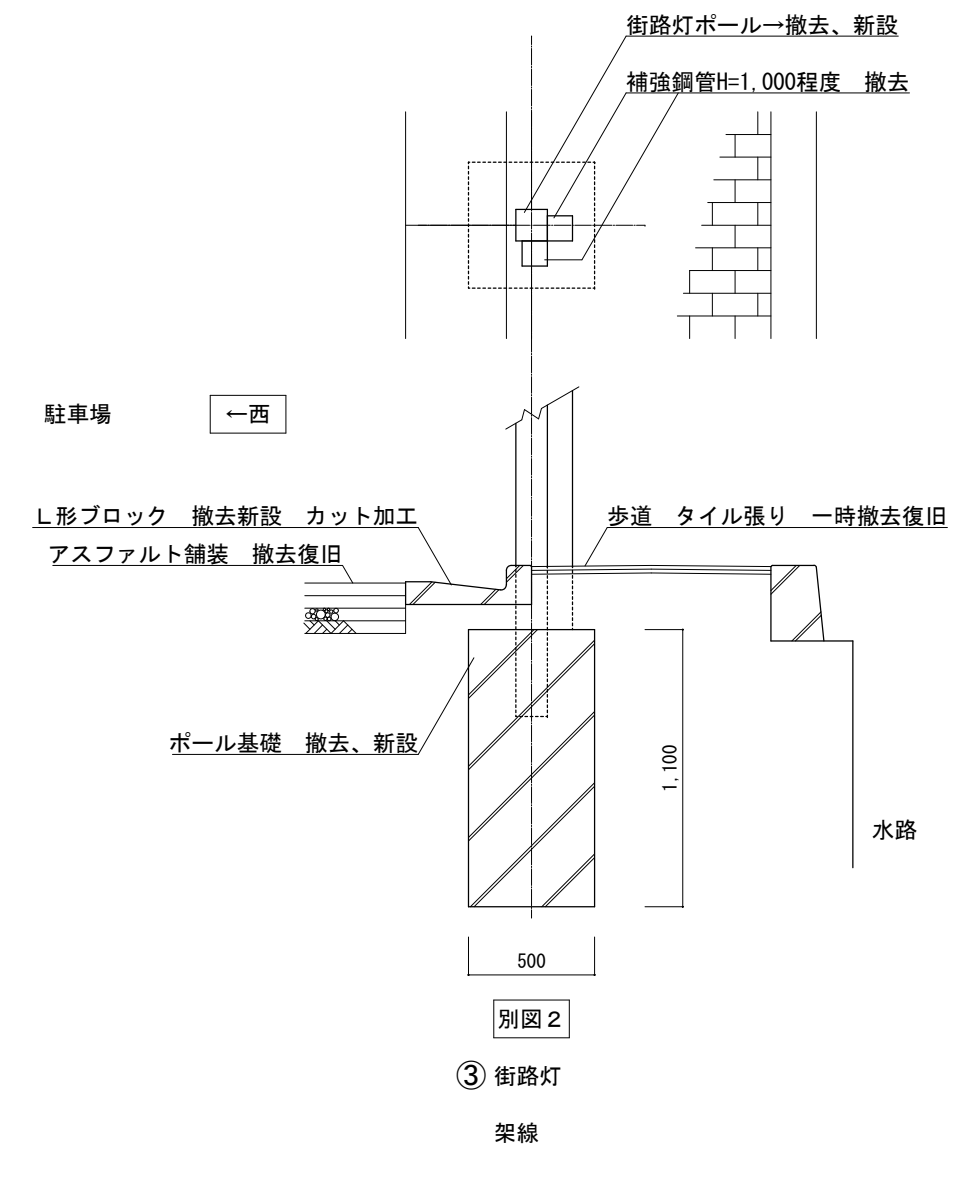 街路灯ポール→撤去、新設
補強鋼管H=1,000程度　撤去
駐車場
←西
Ｌ形ブロック　撤去新設　カット加工
歩道　タイル張り　一時撤去復旧
アスファルト舗装　撤去復旧
ポール基礎　撤去、新設
1,100
水路
500
別図２
③ 街路灯
架線